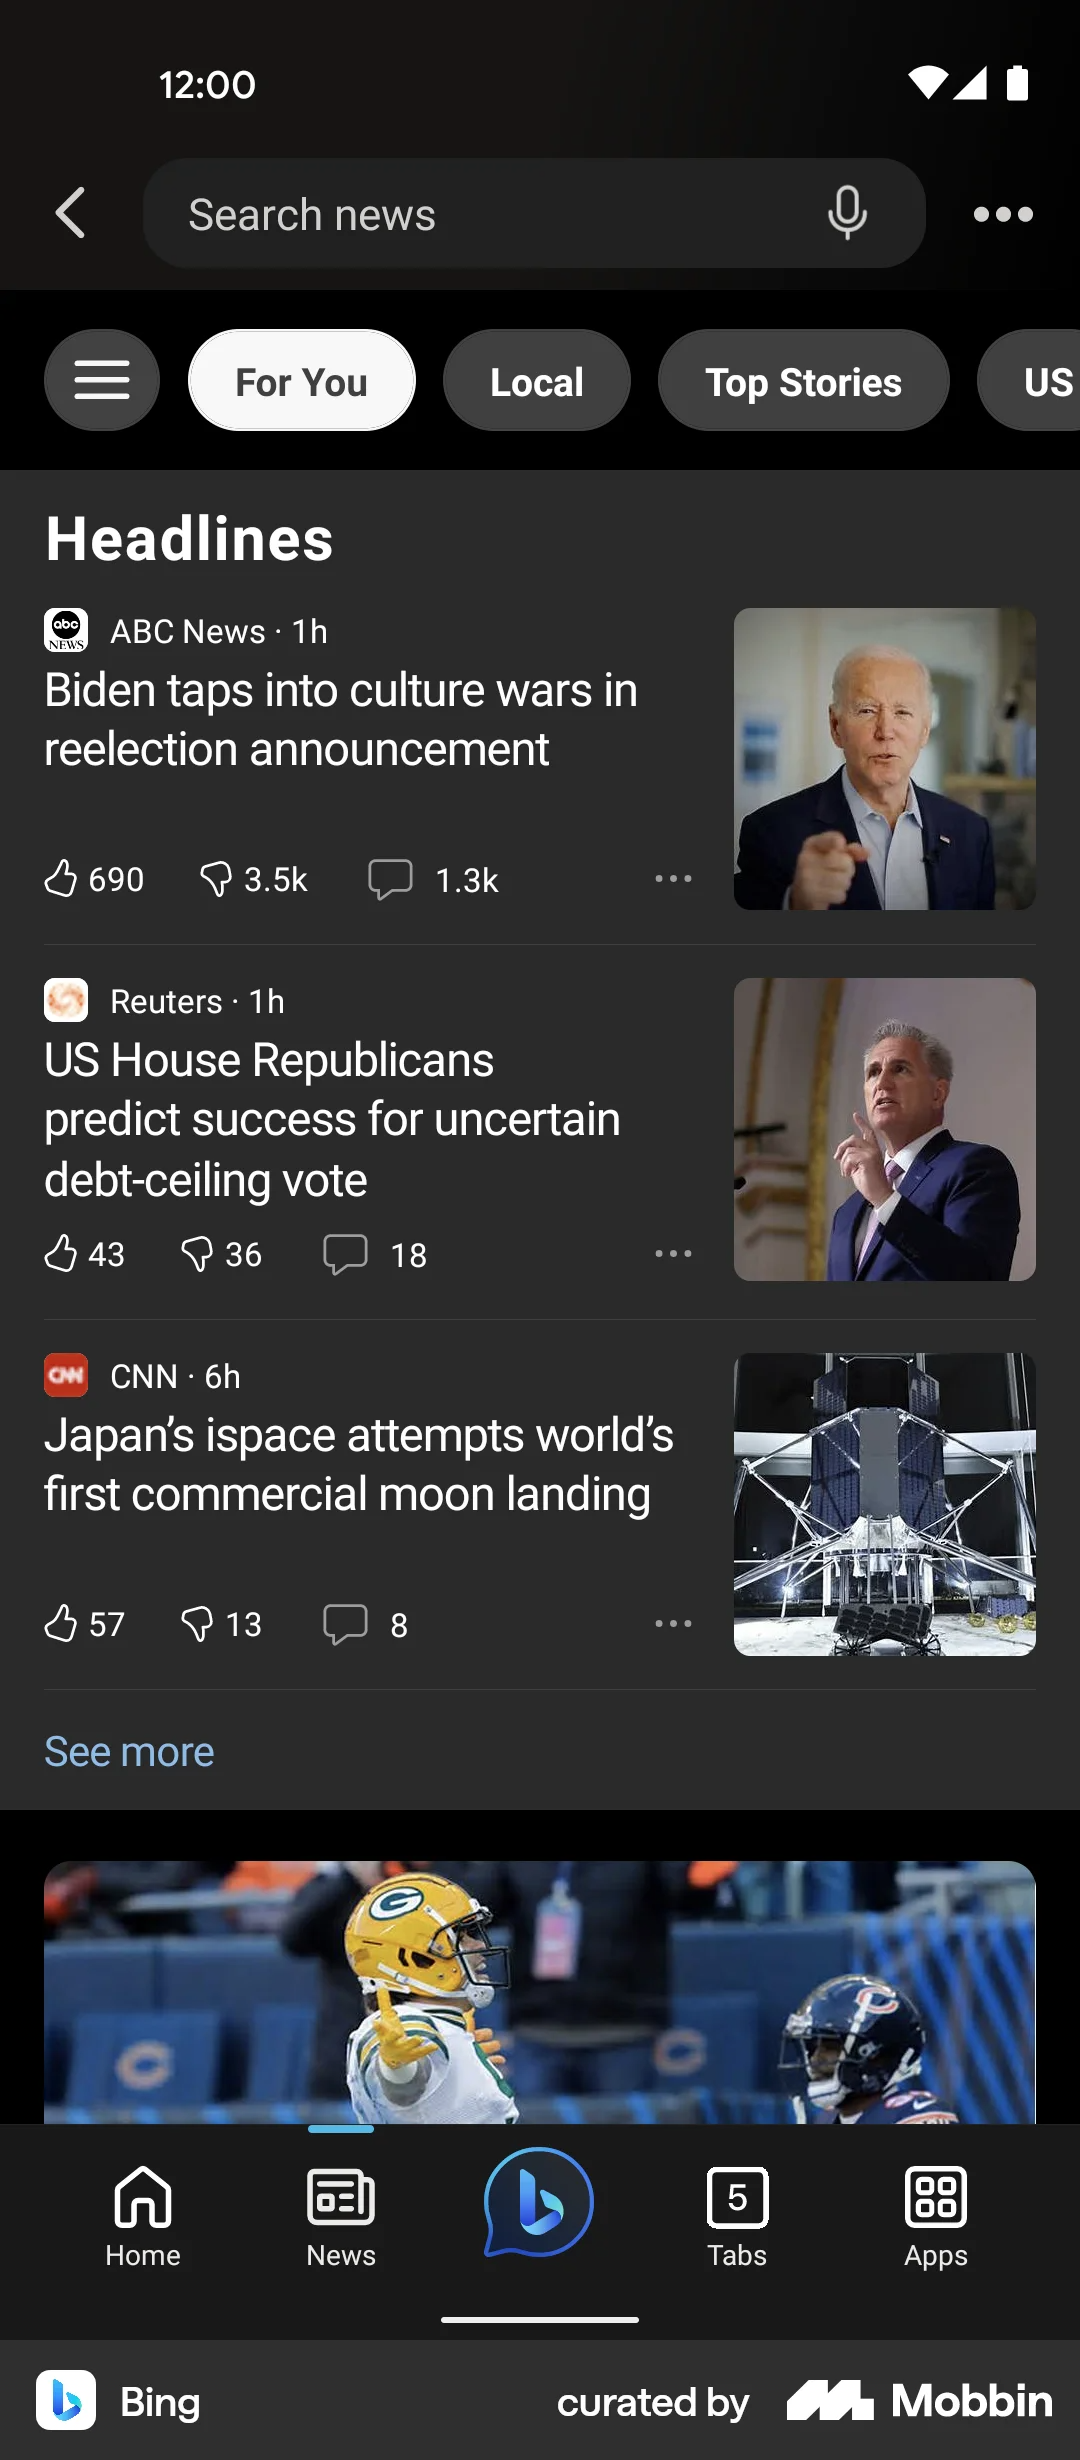 12:00
Search news
For You
Local
Top Stories
US
Headlines
abc NEWS
ABC News · 1h
Biden taps into culture wars in
reelection announcement
690
3.5k
1.3k
Reuters · 1h
US House Republicans
predict success for uncertain
debt-ceiling vote
43
36
18
CNN
CNN · 6h
Japan’s ispace attempts world’s
first commercial moon landing
57
13
8
See more
G
C
Home
News
5
Tabs
Apps
Bing
curated by Mobbin